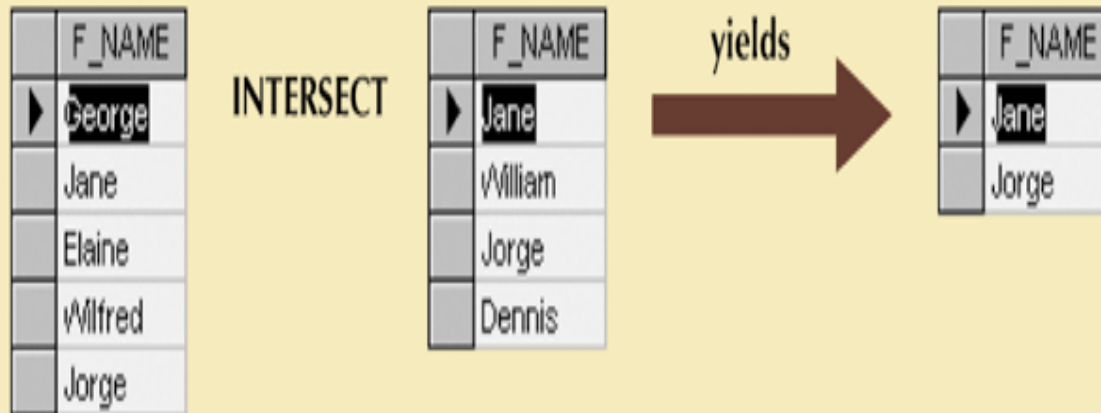 F_NAME
George
Jane
Elaine
Wilfred
Jorge
INTERSECT
F_NAME
Jane
William
Jorge
Dennis
yields
F_NAME
Jane
Jorge